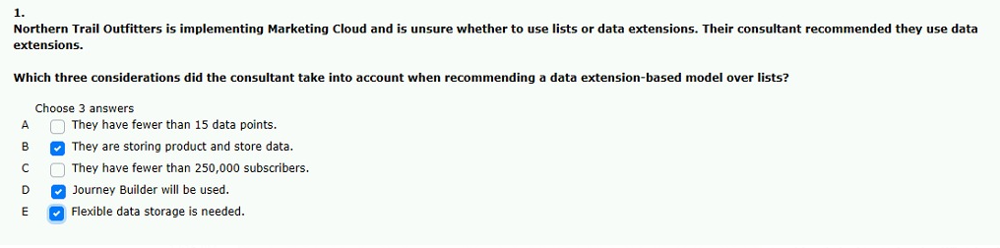 1.
Northern Trail Outfitters is implementing Marketing Cloud and is unsure whether to use lists or data extensions. Their consultant recommended they use data
extensions.
Which three considerations did the consultant take into account when recommending a data extension-based model over lists?
Choose 3 answers
A They have fewer than 15 data points.
B They are storing product and store data.
C They have fewer than 250,000 subscribers.
D Journey Builder will be used.
E Flexible data storage is needed.